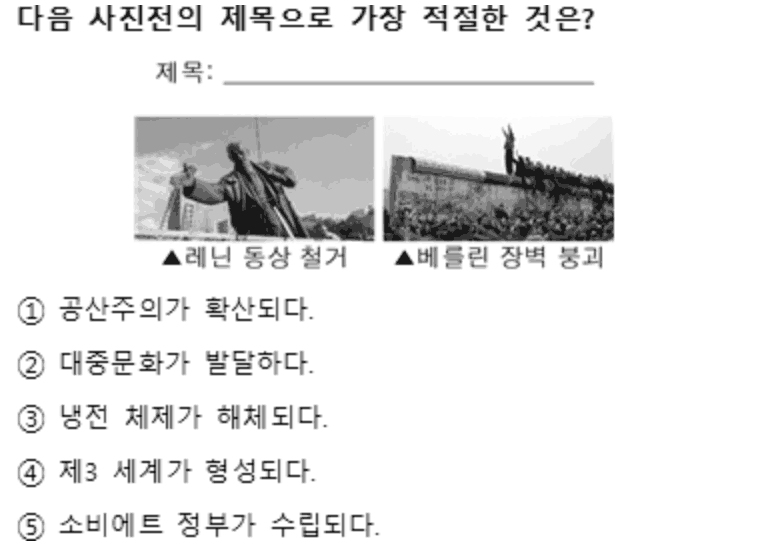 다음 사진전의 제목으로 가장 적절한 것은?
제목:
▲레닌 동상 철거 ▲베를린 장벽 붕괴
① 공산주의가 확산되다.
② 대중문화가 발달하다.
③ 냉전 체제가 해체되다.
④ 제3 세계가 형성되다.
⑤ 소비에트 정부가 수립되다.